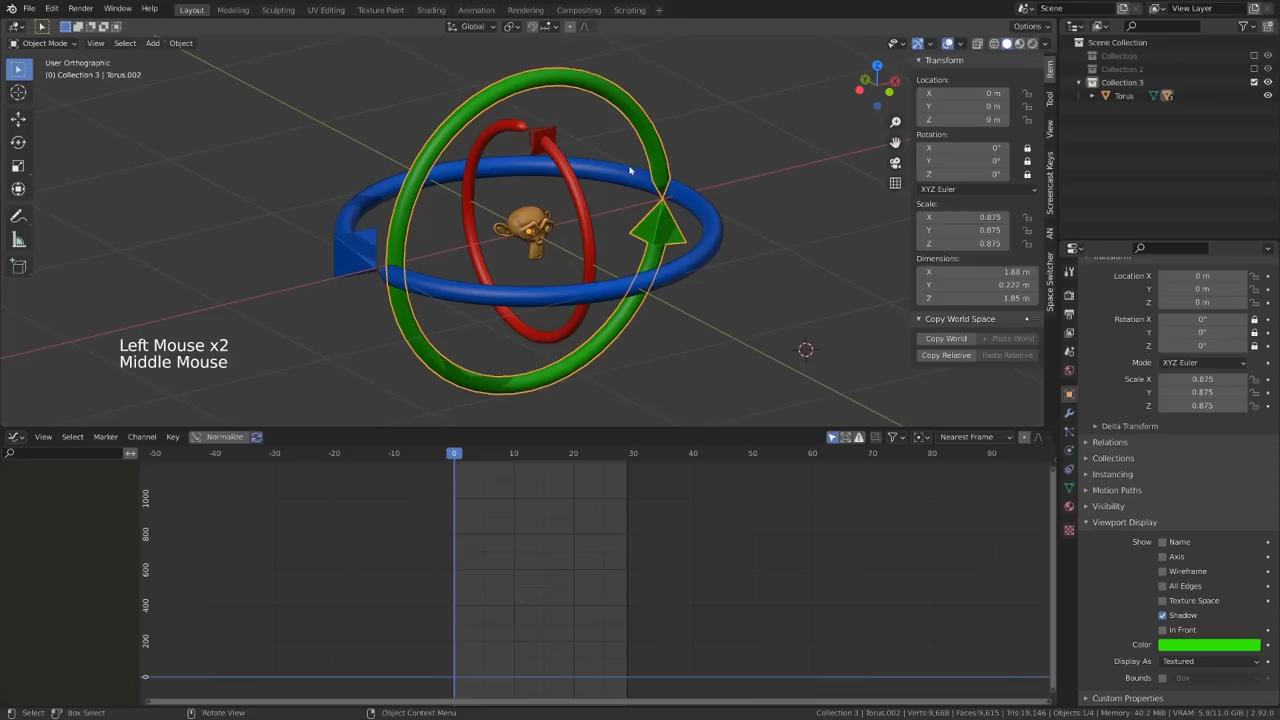 File Edit Render Window Help Layout Modeling Sculpting UV Editing Texture Paint Shading Animation Rendering Compositing Scripting + Scene View Layer
Global Options
Object Mode View Select Add Object
User Orthographic
(0) Collection 3 | Torus.002
Transform
Location:
X 0 m
Y 0 m
Z 0 m
Rotation:
X 0°
Y 0°
Z 0°
XYZ Euler
Scale:
X 0.875
Y 0.875
Z 0.875
Dimensions:
X 1.88 m
Y 0.222 m
Z 1.85 m
Copy World Space
Copy World Paste World
Copy Relative Paste Relative
Item
Tool
View
Screencast Keys
AN
Space Switcher
Z
Y
X
Left Mouse x2
Middle Mouse
Scene Collection
Collection
Collection 2
Collection 3
Torus
Transform
Location X 0 m
Y 0 m
Z 0 m
Rotation X 0°
Y 0°
Z 0°
Mode XYZ Euler
Scale X 0.875
Y 0.875
Z 0.875
Delta Transform
Relations
Collections
Instancing
Motion Paths
Visibility
Viewport Display
Show Name
Axis
Wireframe
All Edges
Texture Space
Shadow
In Front
Color
Display As Textured
Bounds Box
Custom Properties
View Select Marker Channel Key Normalize Nearest Frame
-50 -40 -30 -20 -10 0 10 20 30 40 50 60 70 80 90
1000
800
600
400
200
0
Select Box Select Rotate View Object Context Menu Collection 3 | Torus.002 | Verts:9,668 | Faces:9,615 | Tris:19,146 | Objects:1/4 | Memory: 40.2 MiB | VRAM: 5.9/11.0 GiB | 2.92.0